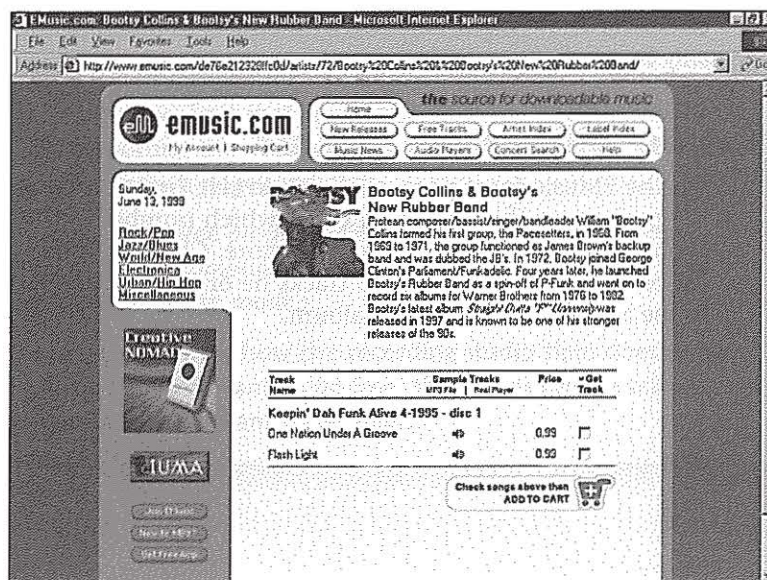 EMusic.com: Bootsy Collins & Bootsy's New Rubber Band - Microsoft Internet Explorer
File Edit View Favorites Tools Help
Address http://www.emusic.com/
the source for downloadable music
Home
eM emusic.com
New Releases Free Tracks Artist Index Label Index
My Account | Shopping Cart
Music News Audio Players Concert Search Help
Sunday,
June 13, 1999
Rock/Pop
Jazz/Blues
World/New Age
Electronica
Urban/Hip Hop
Miscellaneous
Creative
NOMAD
IUMA
BOOTSY
Bootsy Collins & Bootsy's
New Rubber Band
Protean composer/bassist/singer/bandleader William "Bootsy"
Collins formed his first group, the Pacesetters, in 1968. From
1969 to 1971, the group functioned as James Brown's backup
band and was dubbed the JB's. In 1972, Bootsy joined George
Clinton's Parliament/Funkadelic. Four years later, he launched
Bootsy's Rubber Band as a spin-off of P-Funk and went on to
record six albums for Warner Brothers from 1976 to 1982.
Bootsy's latest album was
released in 1997 and is known to be one of his stronger
releases of the 90s.
Track Name Sample Tracks MP3 File | Real Player Price Get Track
Keepin' Dah Funk Alive 4-1995 - disc 1
One Nation Under A Groove 0.99
Flash Light 0.99
Check songs above then
ADD TO CART